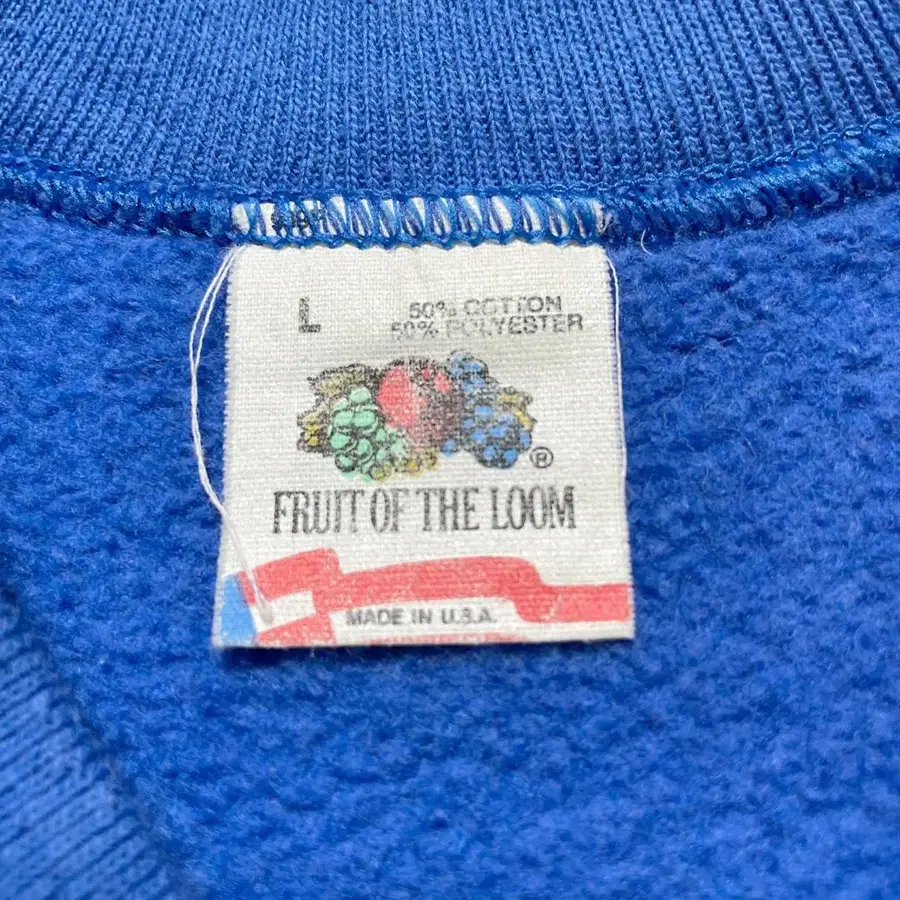 L
50% COTTON
50% POLYESTER
®
FRUIT OF THE LOOM
MADE IN U.S.A.